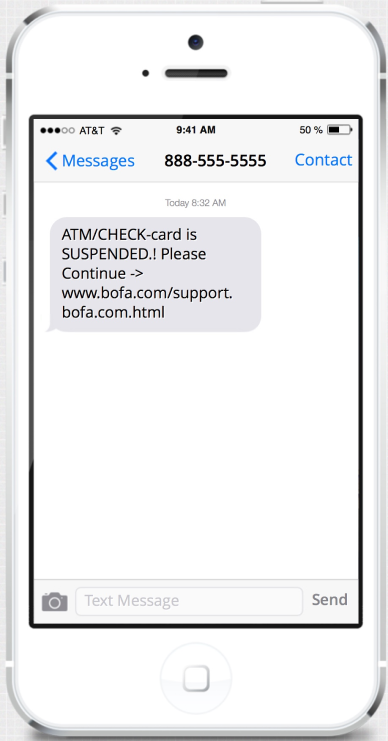 AT&T 9:41 AM 50 %
Messages 888-555-5555 Contact
Today 8:32 AM
ATM/CHECK-card is
SUSPENDED.! Please
Continue ->
www.bofa.com/support.
bofa.com.html
Text Message Send